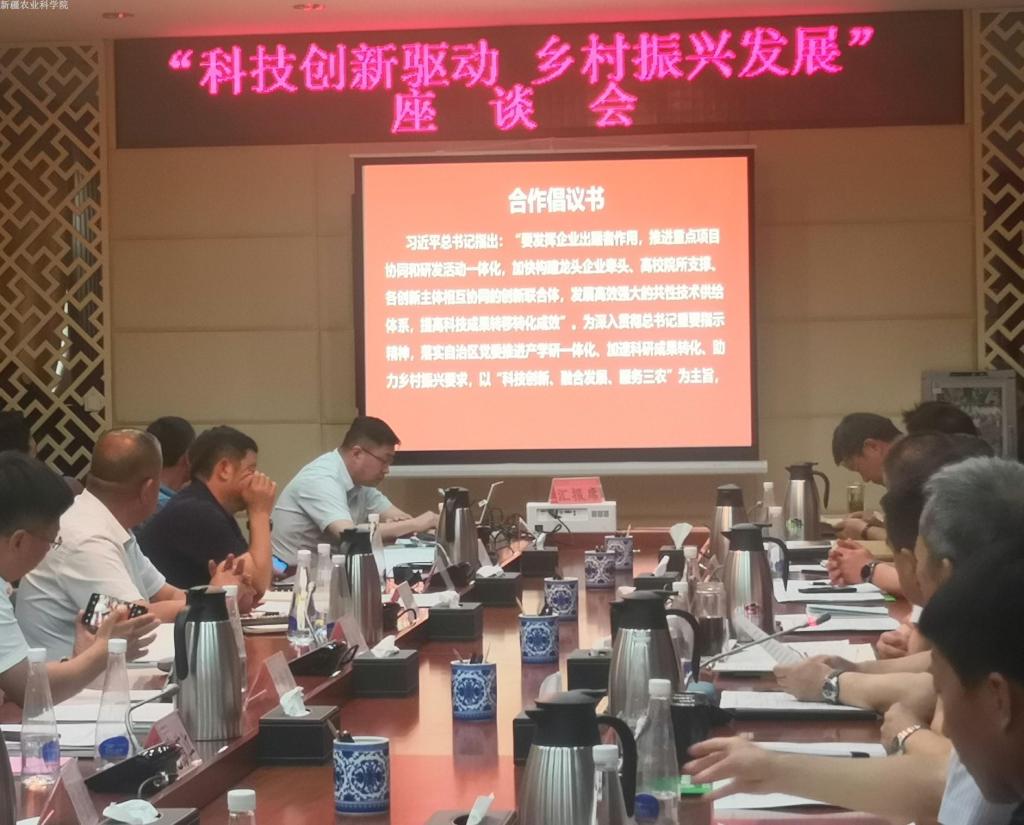 新疆农业科学院
“科技创新驱动 乡村振兴发展”
座 谈 会
合作倡议书
习近平总书记指出：“要发挥企业出题者作用，推进重点项目
协同和研发活动一体化，加快构建龙头企业牵头、高校院所支撑、
各创新主体相互协同的创新联合体，发展高效强大的共性技术供给
体系，提高科技成果转移转化成效”。为深入贯彻总书记重要指示
精神，落实自治区党委推进产学研一体化、加速科研成果转化、助
力乡村振兴要求，以“科技创新、融合发展、服务三农”为主旨，
汇报席